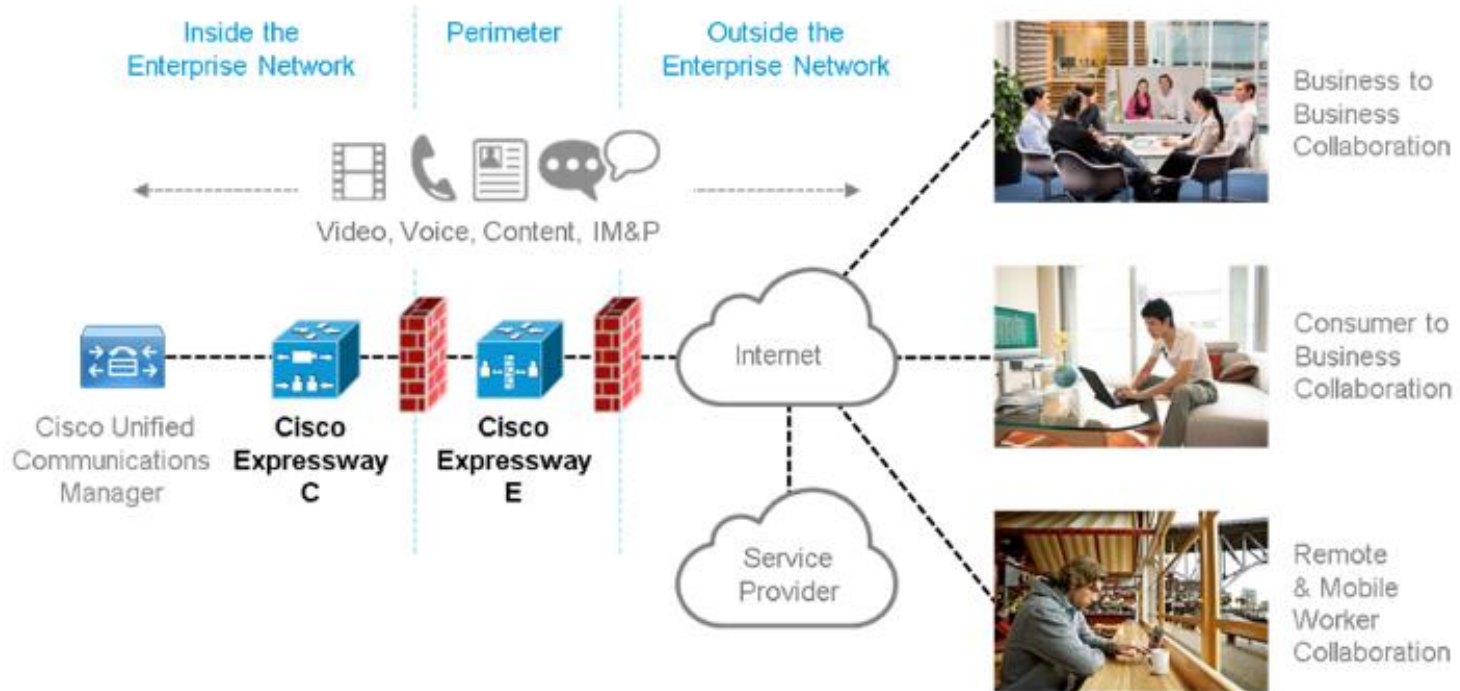 Inside the
Enterprise Network
Perimeter
Outside the
Enterprise Network
Video, Voice, Content, IM&P
Business to
Business
Collaboration
Internet
Consumer to
Business
Collaboration
Cisco Unified
Communications
Manager
Cisco
Expressway
C
Cisco
Expressway
E
Service
Provider
Remote
& Mobile
Worker
Collaboration